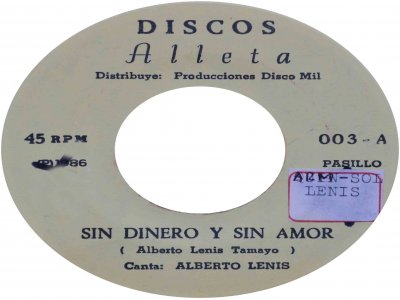 DISCOS
Alleta
Distribuye: Producciones Disco Mil
45 RPM
003-A
(P)1986
PASILLO
LENIS
SIN DINERO Y SIN AMOR
( Alberto Lenis Tamayo )
Canta: ALBERTO LENIS